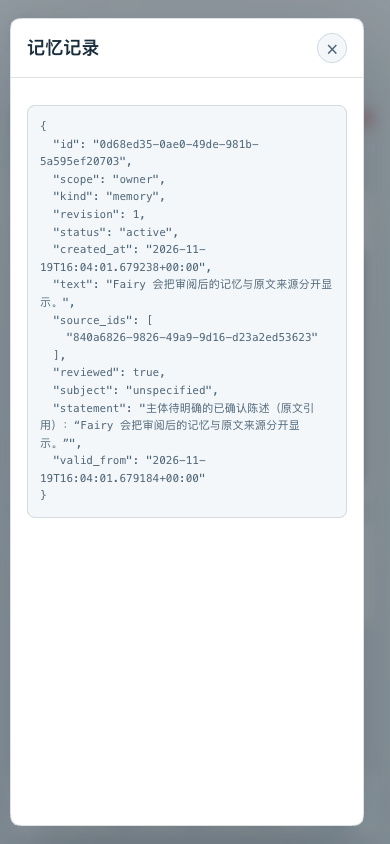 记忆记录
×
{
  "id": "0d68ed35-0ae0-49de-981b-
5a595ef20703",
  "scope": "owner",
  "kind": "memory",
  "revision": 1,
  "status": "active",
  "created_at": "2026-11-
19T16:04:01.679238+00:00",
  "text": "Fairy 会把审阅后的记忆与原文来源分开显
示。",
  "source_ids": [
    "840a6826-9826-49a9-9d16-d23a2ed53623"
  ],
  "reviewed": true,
  "subject": "unspecified",
  "statement": "主体待明确的已确认陈述（原文引
用）：“Fairy 会把审阅后的记忆与原文来源分开显
示。”",
  "valid_from": "2026-11-
19T16:04:01.679184+00:00"
}